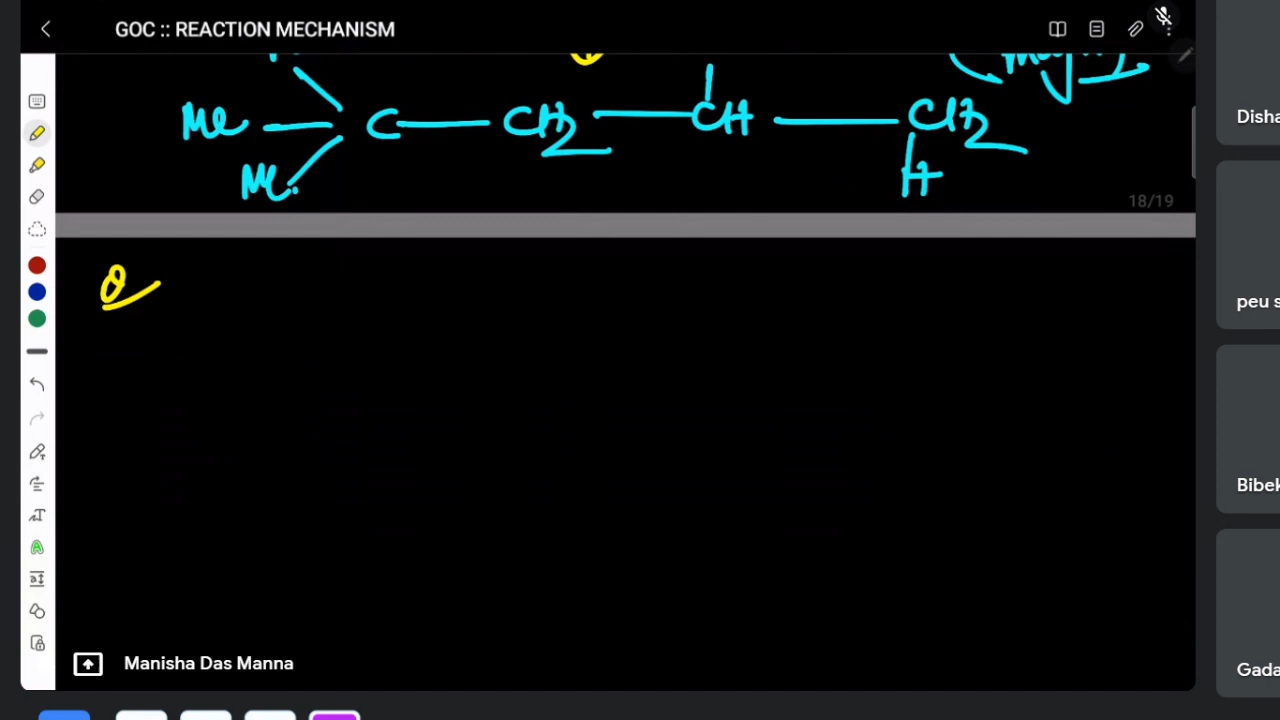 GOC :: REACTION MECHANISM
Me C CH2 CH CH2
Me H
18/19
Q
Manisha Das Manna
Disha
peu s
Bibek
Gada